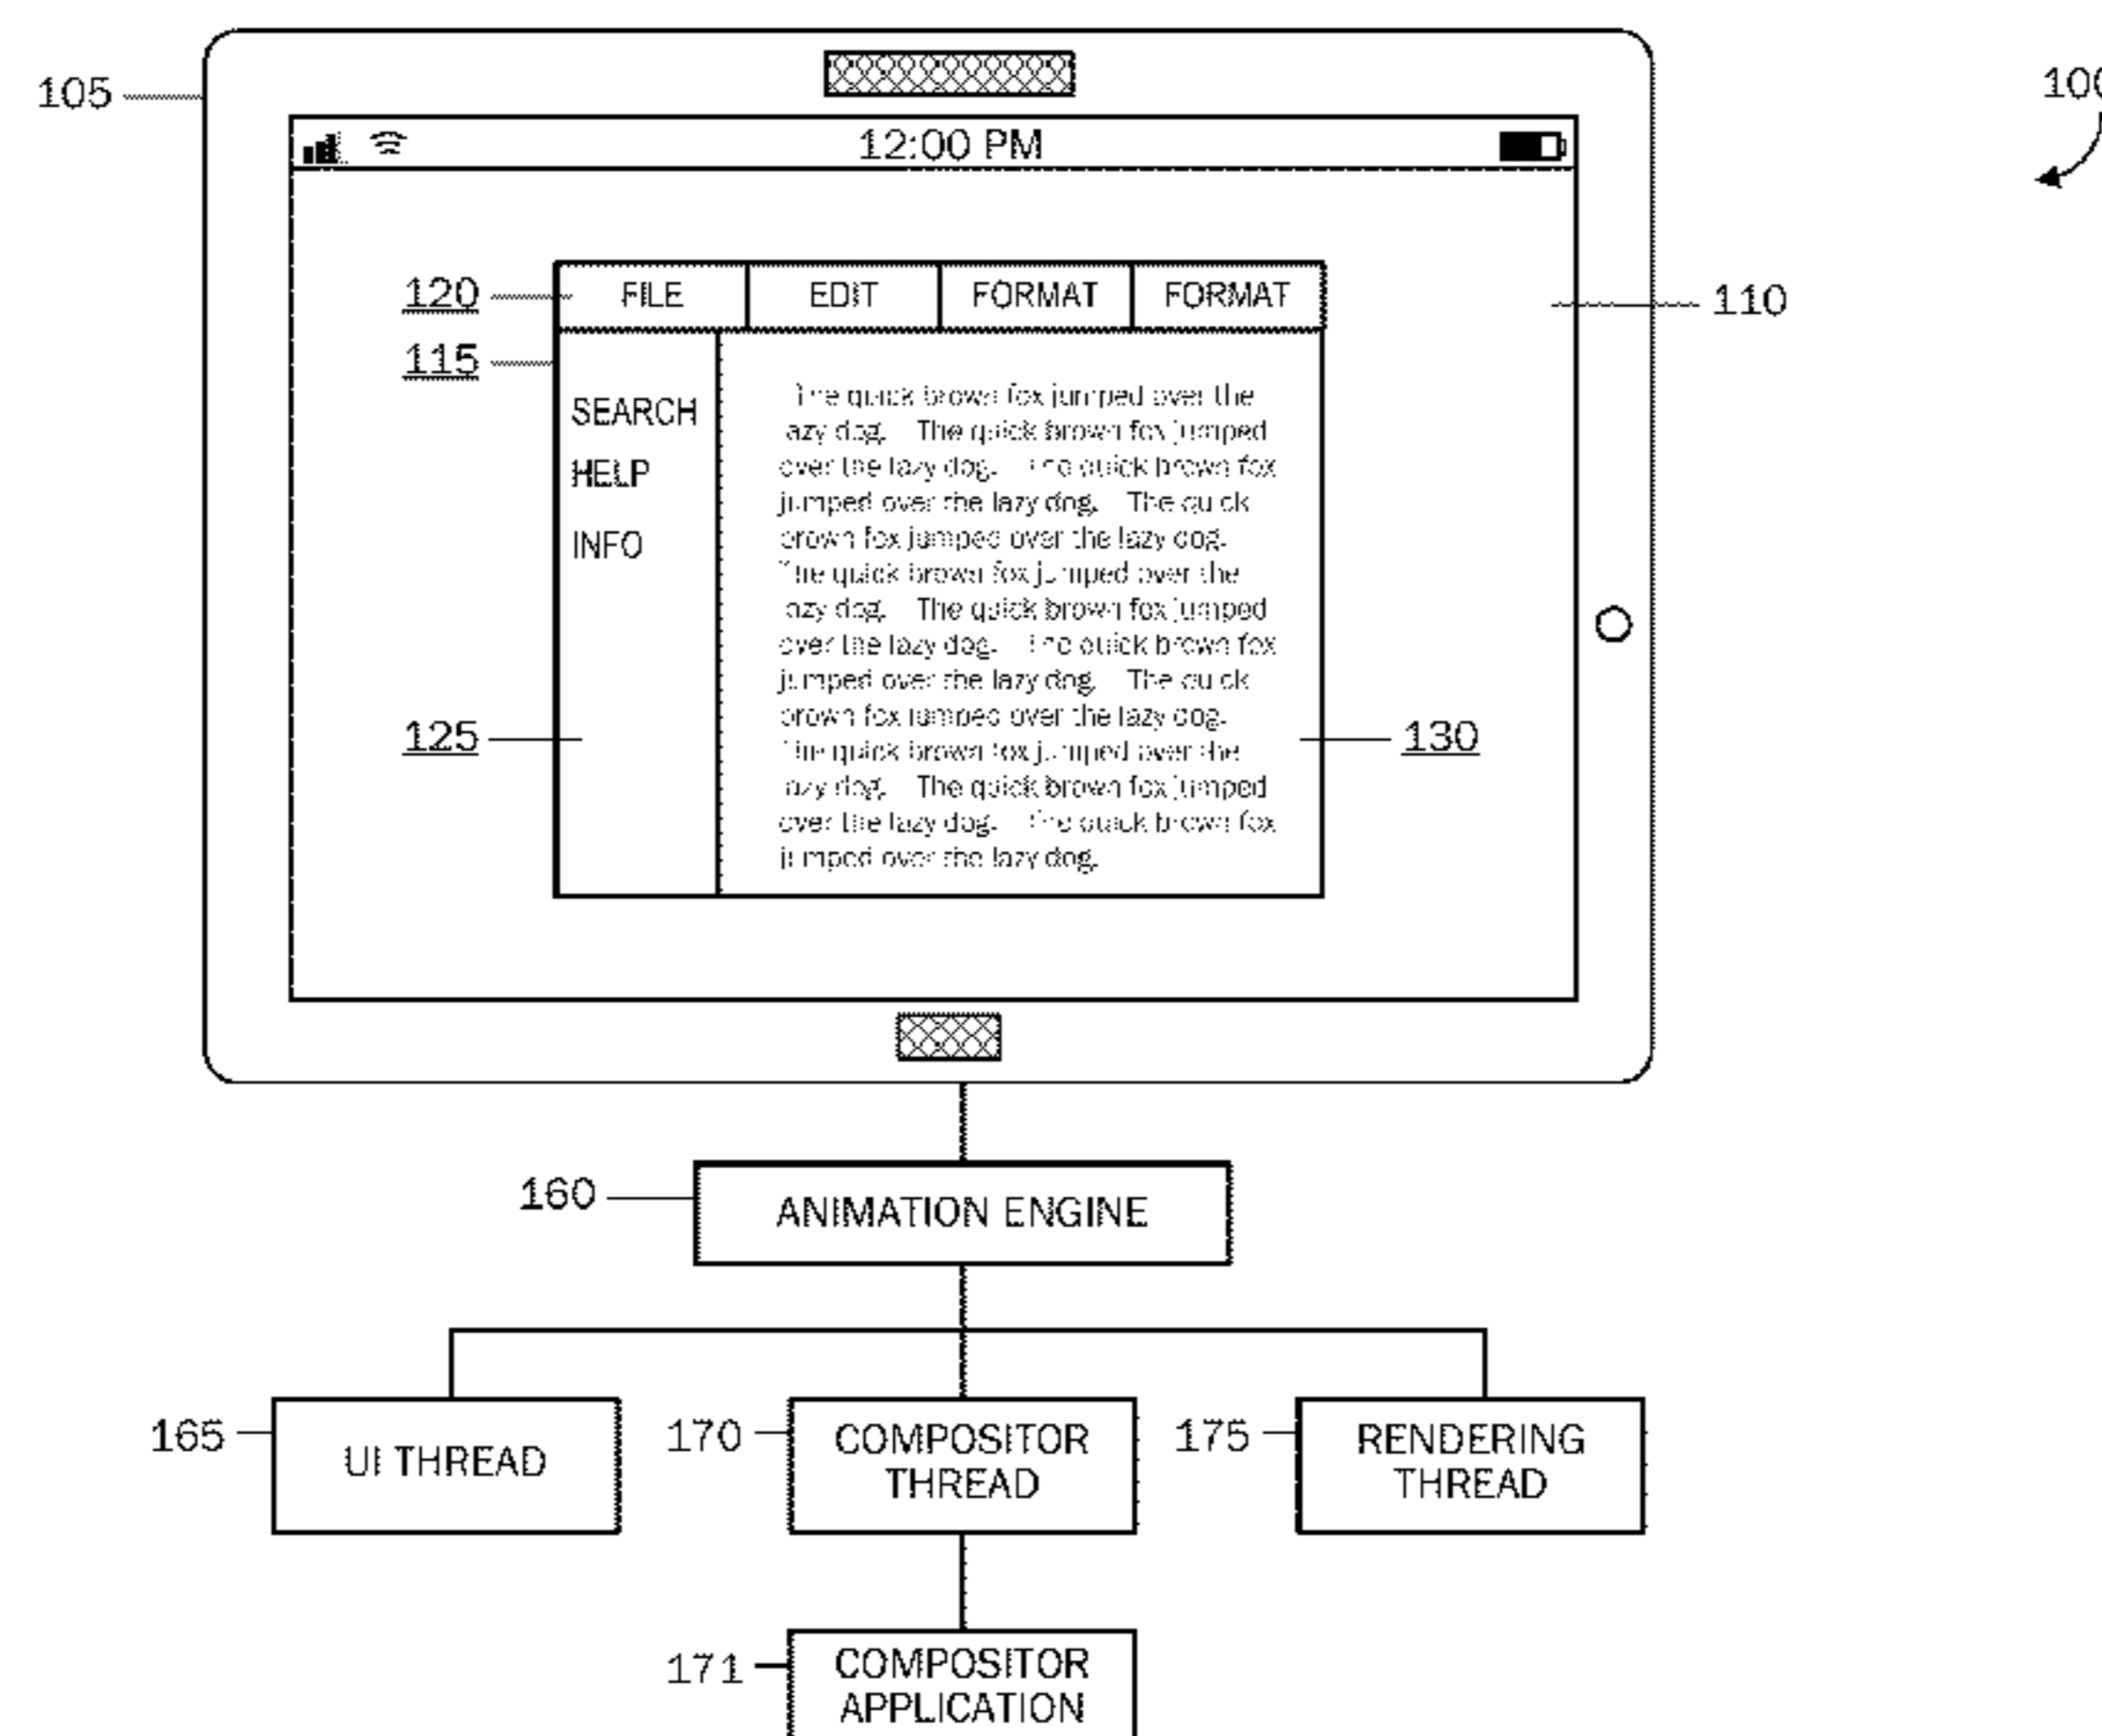 105
100
12:00 PM
120 FILE EDIT FORMAT FORMAT
110
115
SEARCH
HELP
INFO
The quick brown fox jumped over the
lazy dog. The quick brown fox jumped
over the lazy dog. The quick brown fox
jumped over the lazy dog. The quick
brown fox jumped over the lazy dog.
The quick brown fox jumped over the
lazy dog. The quick brown fox jumped
over the lazy dog. The quick brown fox
jumped over the lazy dog. The quick
brown fox jumped over the lazy dog.
The quick brown fox jumped over the
lazy dog. The quick brown fox jumped
over the lazy dog. The quick brown fox
jumped over the lazy dog.
125
130
160
ANIMATION ENGINE
165
UI THREAD
170
COMPOSITOR
THREAD
175
RENDERING
THREAD
171
COMPOSITOR
APPLICATION